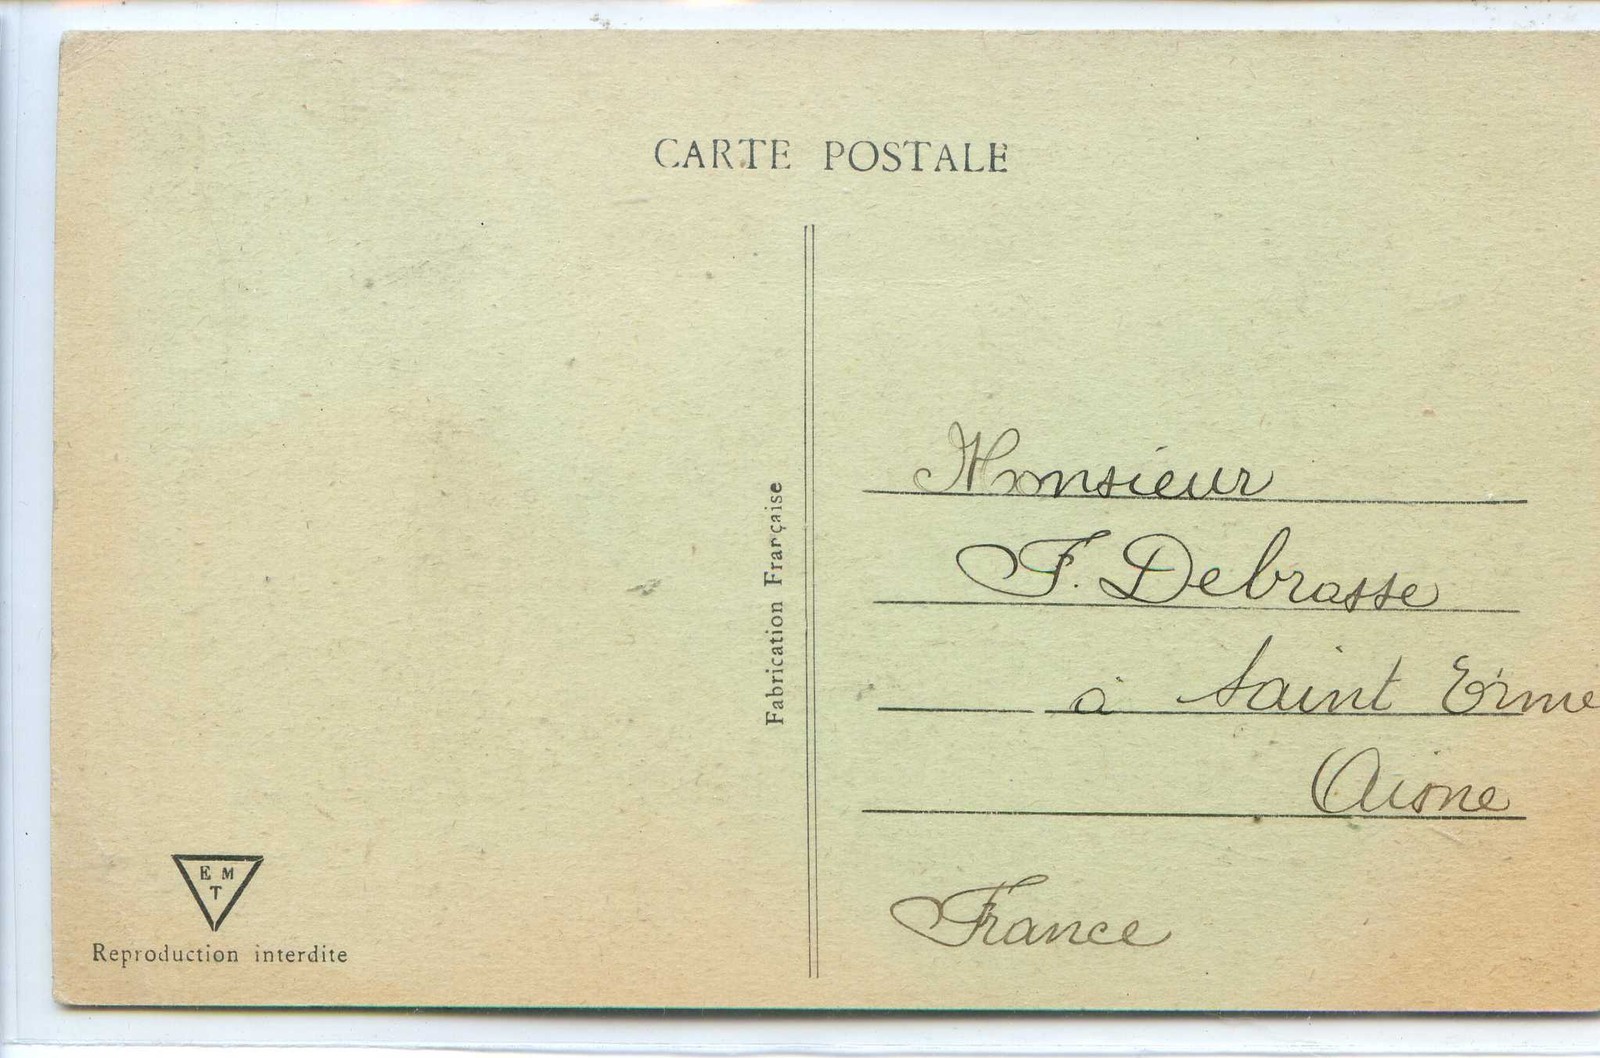 CARTE POSTALE
Fabrication Française
Monsieur
F. Debrasse
à Saint Erme
Aisne
France
E M
T
Reproduction interdite